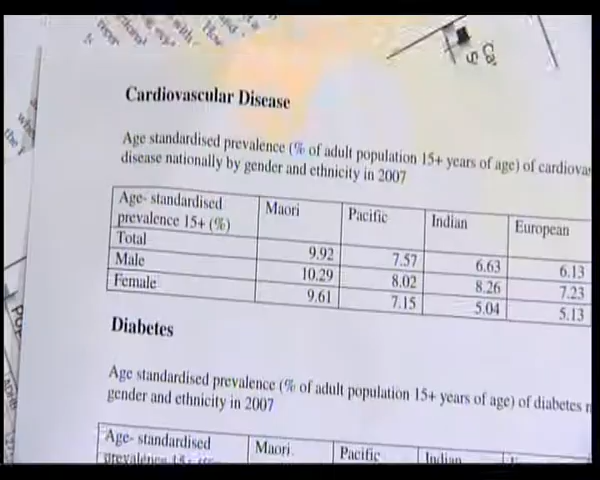 Cardiovascular Disease
Age standardised prevalence (% of adult population 15+ years of age) of
disease nationally by gender and ethnicity in 2007
Age- standardised prevalence 15+ (%) Maori Pacific Indian European
Total 9.92 7.57 6.63 6.13
Male 10.29 8.02 8.26 7.23
Female 9.61 7.15 5.04 5.13
Diabetes
Age standardised prevalence (% of adult population 15+ years of age) of diabetes
gender and ethnicity in 2007
Age- standardised Maori Pacific Indian
prevalence 15+